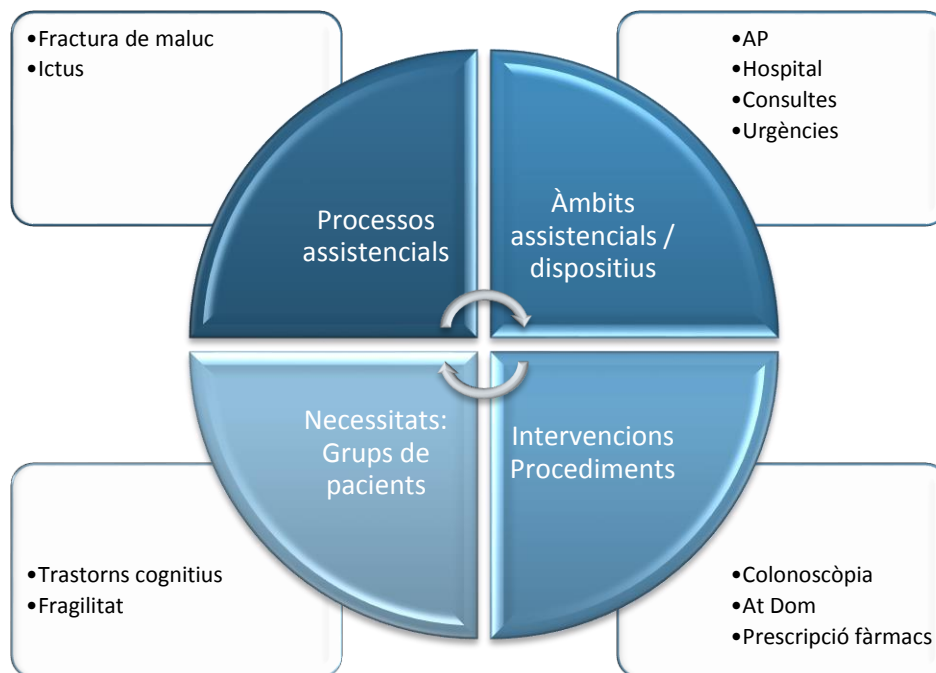 •Fractura de maluc
•Ictus
•AP
•Hospital
•Consultes
•Urgències
Processos
assistencials
Àmbits
assistencials /
dispositius
Necessitats:
Grups de
pacients
Intervencions
Procediments
•Trastorns cognitius
•Fragilitat
•Colonoscòpia
•At Dom
•Prescripció fàrmacs